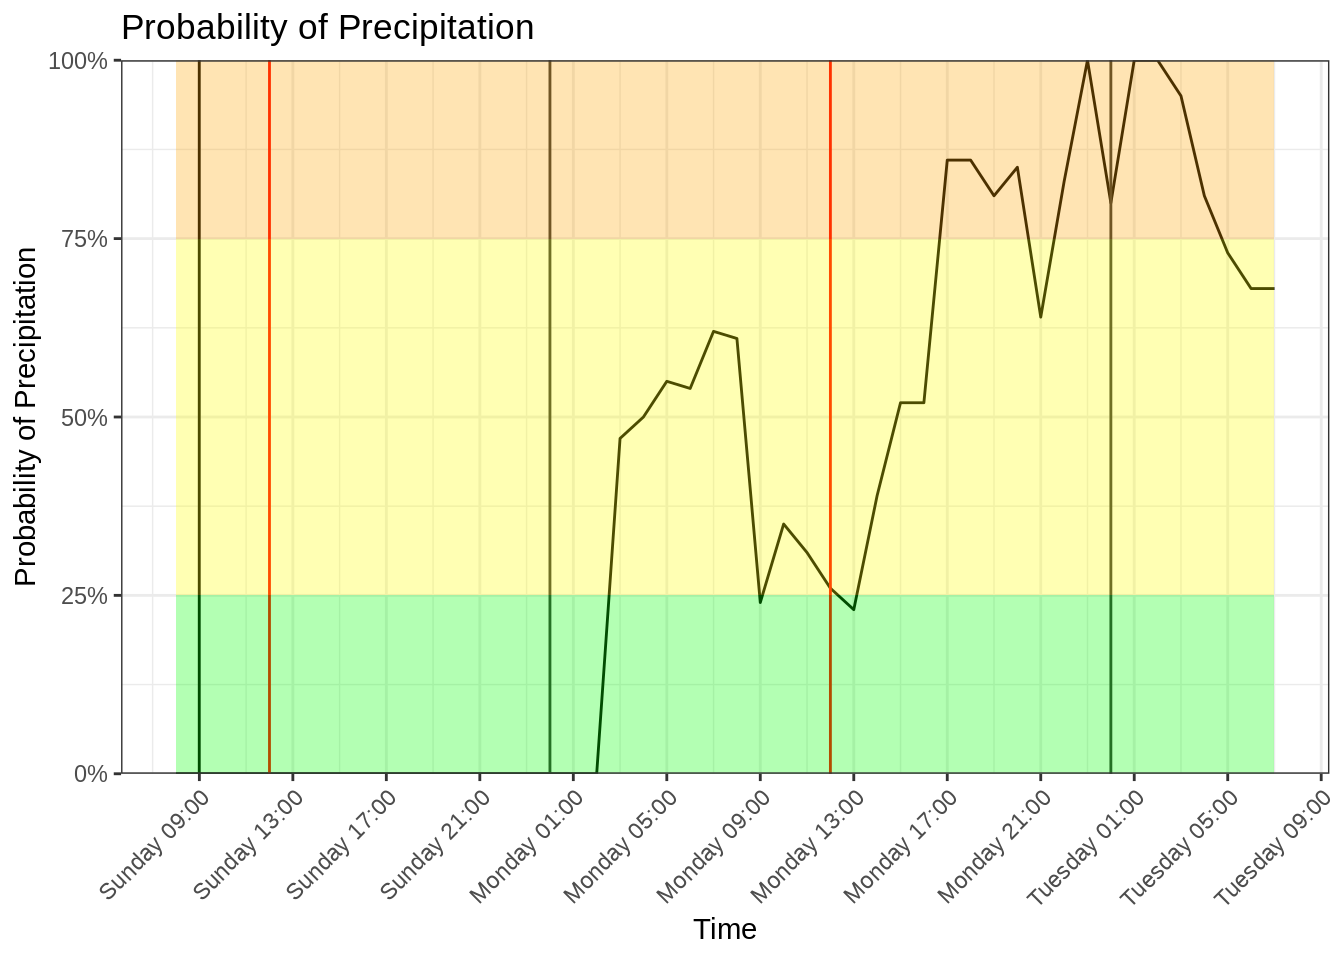 Probability of Precipitation
Probability of Precipitation
100%
75%
50%
25%
0%
Sunday 09:00
Sunday 13:00
Sunday 17:00
Sunday 21:00
Monday 01:00
Monday 05:00
Monday 09:00
Monday 13:00
Monday 17:00
Monday 21:00
Tuesday 01:00
Tuesday 05:00
Tuesday 09:00
Time